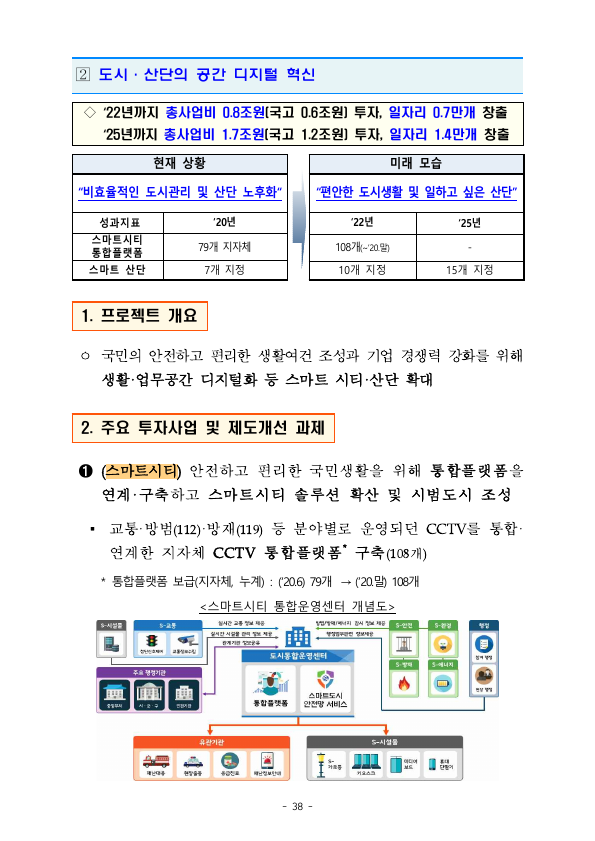 2 도시·산단의 공간 디지털 혁신
◇ '22년까지 총사업비 0.8조원(국고 0.6조원) 투자, 일자리 0.7만개 창출
'25년까지 총사업비 1.7조원(국고 1.2조원) 투자, 일자리 1.4만개 창출
현재 상황 미래 모습
"비효율적인 도시관리 및 산단 노후화" "편안한 도시생활 및 일하고 싶은 산단"
성과지표 '20년 '22년 '25년
스마트시티
통합플랫폼 79개 지자체 108개(~'20.말) -
스마트 산단 7개 지정 10개 지정 15개 지정
1. 프로젝트 개요
○ 국민의 안전하고 편리한 생활여건 조성과 기업 경쟁력 강화를 위해
생활·업무공간 디지털화 등 스마트 시티·산단 확대
2. 주요 투자사업 및 제도개선 과제
❶ (스마트시티) 안전하고 편리한 국민생활을 위해 통합플랫폼을
연계·구축하고 스마트시티 솔루션 확산 및 시범도시 조성
▪ 교통·방범(112)·방재(119) 등 분야별로 운영되던 CCTV를 통합·
연계한 지자체 CCTV 통합플랫폼* 구축(108개)
* 통합플랫폼 보급(지자체, 누계) : ('20.6) 79개 → ('20.말) 108개
<스마트시티 통합운영센터 개념도>
S-시설물 S-교통 실시간 교통 정보 제공 방범/방재/에너지 감시 정보 제공 S-안전 S-환경 행정
실시간 시설물 관리 정보 제공 행정업무관련 정보제공
관계기관 정보공유
주요 행정기관 도시통합운영센터 S-방재 S-에너지
중앙부처 시·군·구 민원기관
통합플랫폼 스마트도시
안전망 서비스
유관기관 S-시설물
재난대응 현장출동 응급진료 재난정보안내
S-
가로등 키오스크 미디어
보드 휴대
단말기
- 38 -